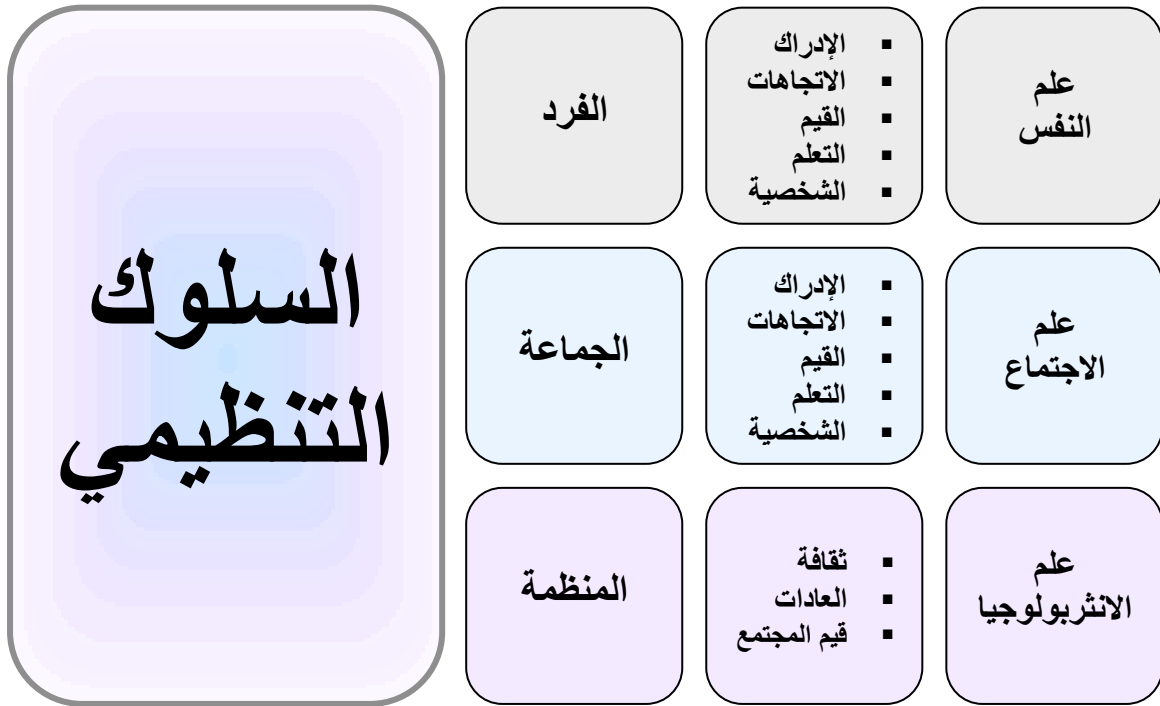 علم
النفس
▪ الإدراك
▪ الاتجاهات
▪ القيم
▪ التعلم
▪ الشخصية
الفرد
علم
الاجتماع
▪ الإدراك
▪ الاتجاهات
▪ القيم
▪ التعلم
▪ الشخصية
الجماعة
علم
الانثربولوجيا
▪ ثقافة
▪ العادات
▪ قيم المجتمع
المنظمة
السلوك
التنظيمي